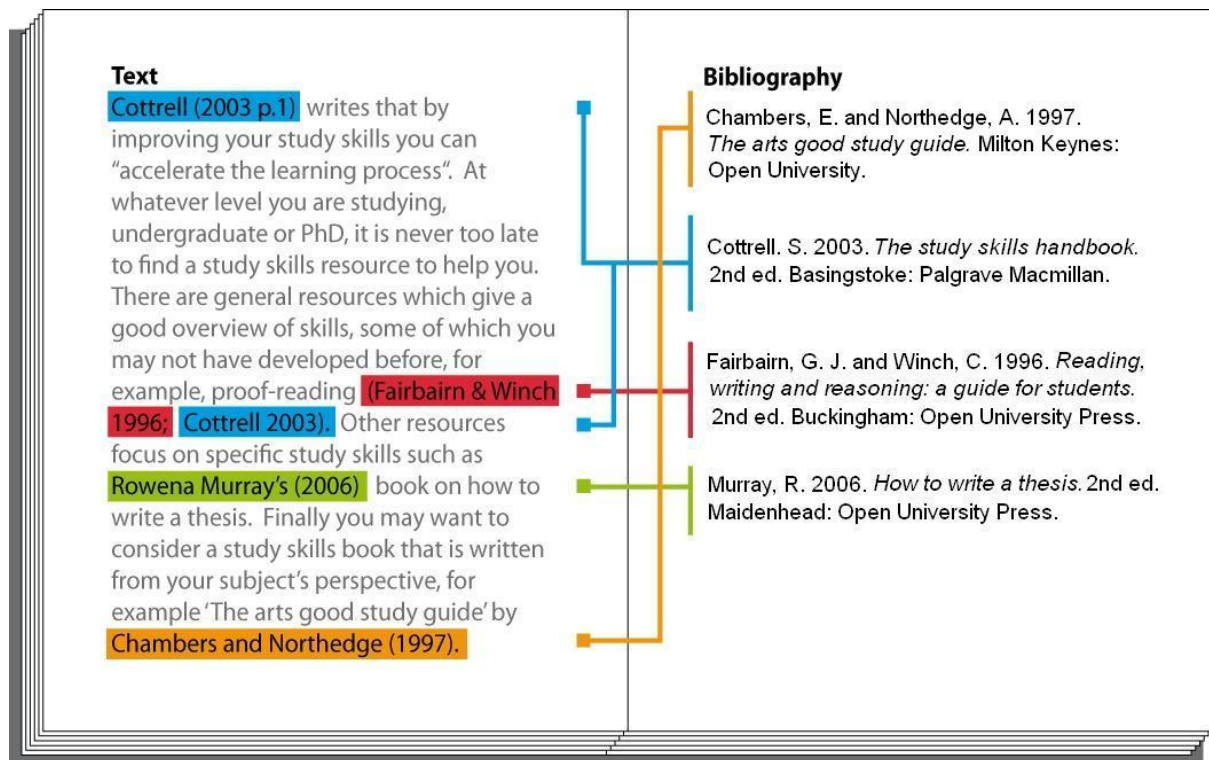 Text
Cottrell (2003 p.1) writes that by
improving your study skills you can
“accelerate the learning process“. At
whatever level you are studying,
undergraduate or PhD, it is never too late
to find a study skills resource to help you.
There are general resources which give a
good overview of skills, some of which you
may not have developed before, for
example, proof-reading (Fairbairn & Winch
1996; Cottrell 2003). Other resources
focus on specific study skills such as
Rowena Murray’s (2006) book on how to
write a thesis. Finally you may want to
consider a study skills book that is written
from your subject’s perspective, for
example ‘The arts good study guide’ by
Chambers and Northedge (1997).
Bibliography
Chambers, E. and Northedge, A. 1997.
The arts good study guide. Milton Keynes:
Open University.
Cottrell. S. 2003. The study skills handbook.
2nd ed. Basingstoke: Palgrave Macmillan.
Fairbairn, G. J. and Winch, C. 1996. Reading,
writing and reasoning: a guide for students.
2nd ed. Buckingham: Open University Press.
Murray, R. 2006. How to write a thesis. 2nd ed.
Maidenhead: Open University Press.